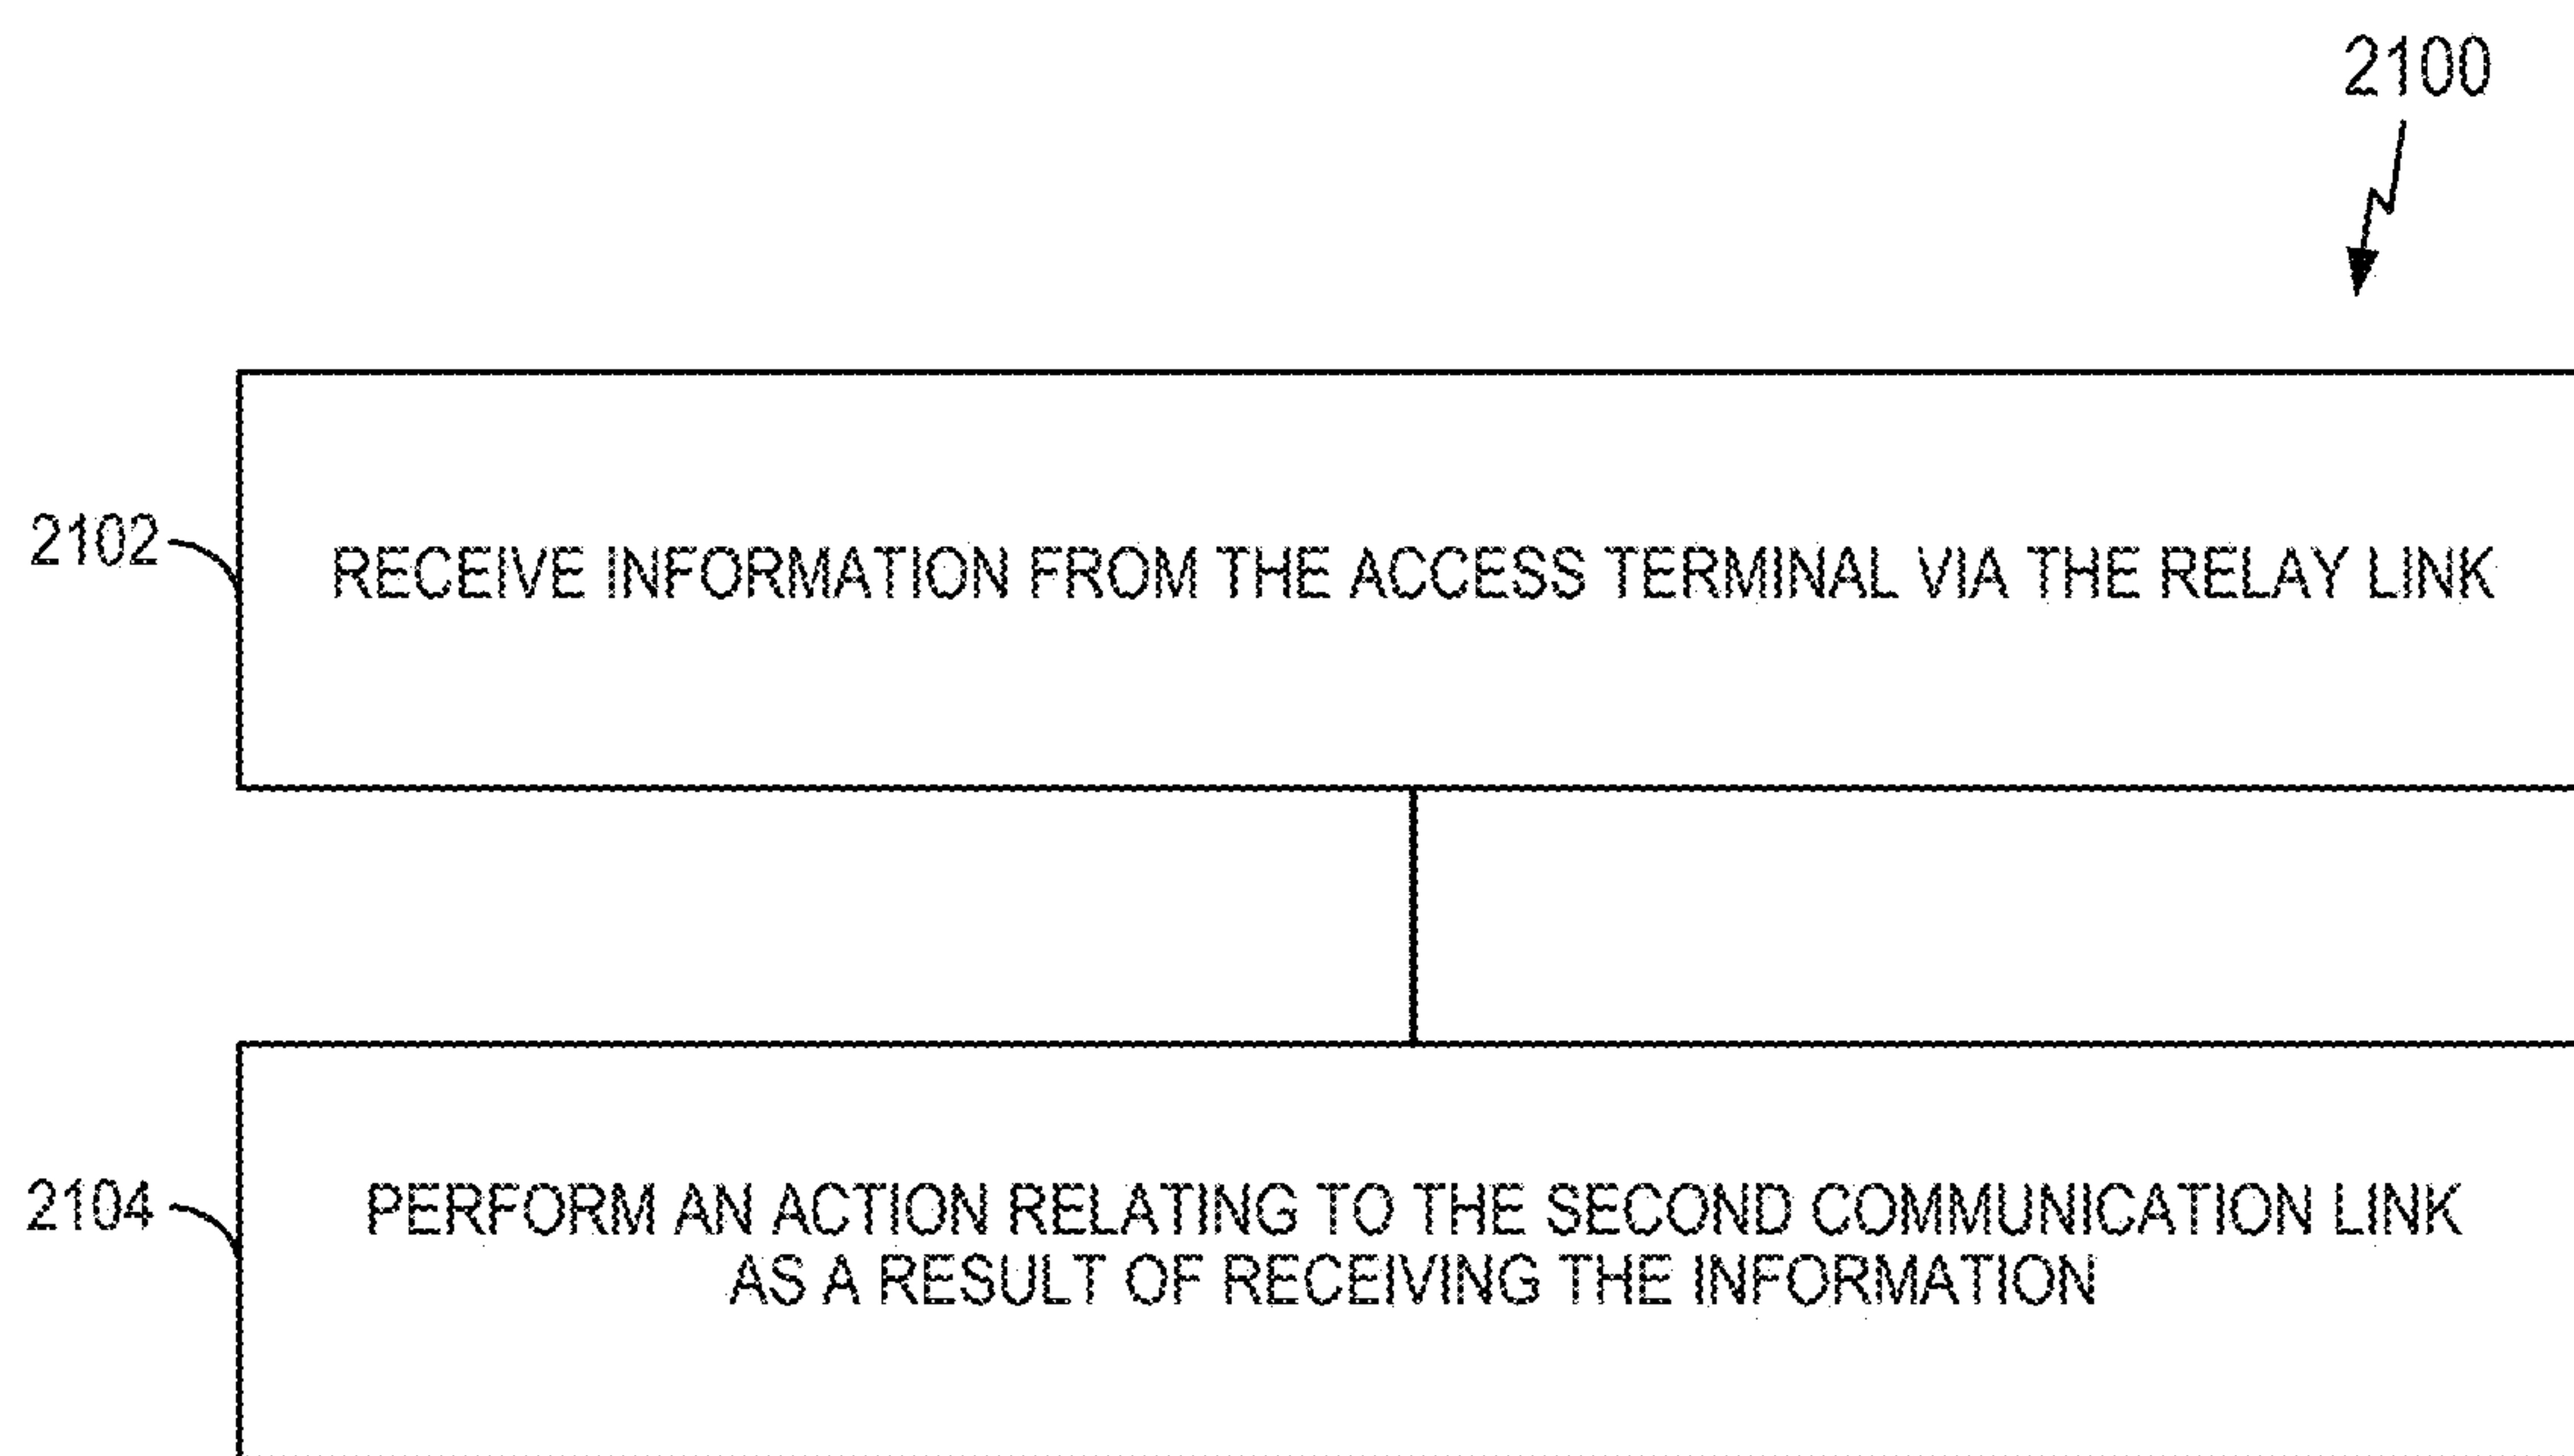 2100
2102
RECEIVE INFORMATION FROM THE ACCESS TERMINAL VIA THE RELAY LINK
2104
PERFORM AN ACTION RELATING TO THE SECOND COMMUNICATION LINK
AS A RESULT OF RECEIVING THE INFORMATION